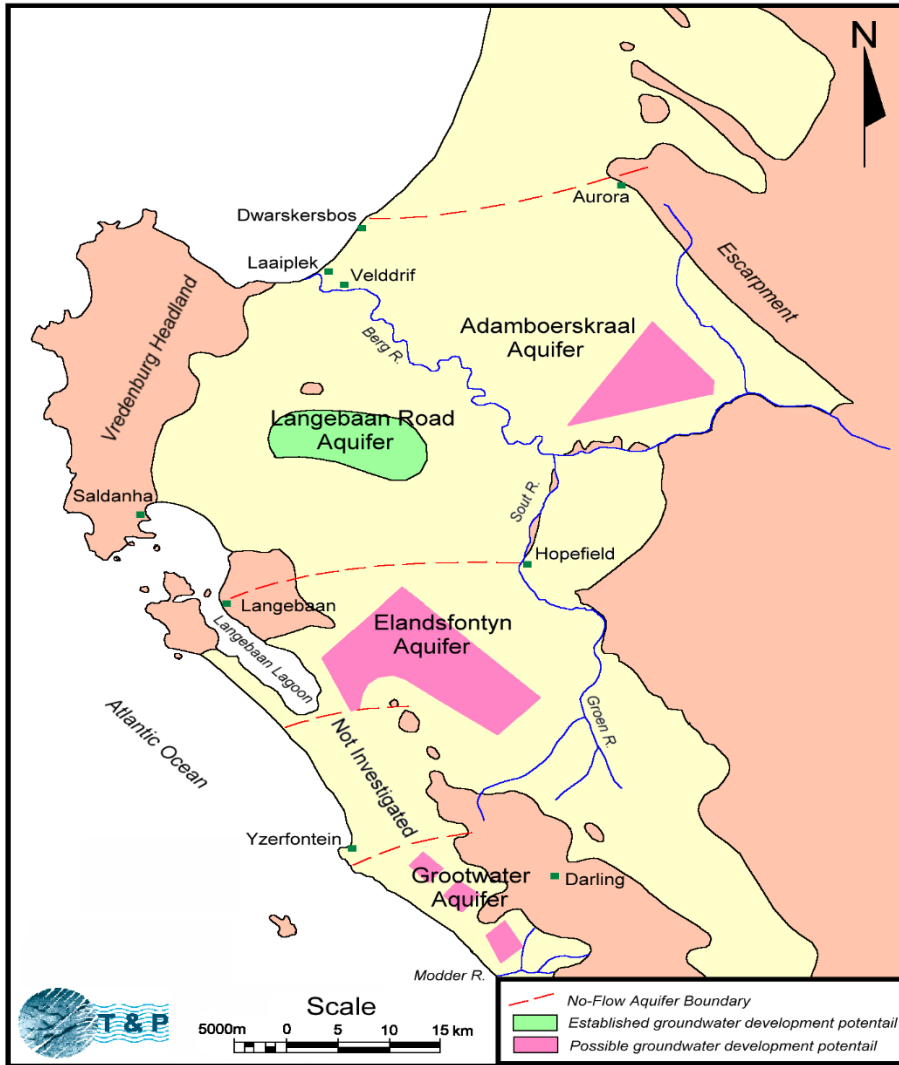 N
Aurora
Dwarskersbos
Laaiplek
Velddrif
Escarpment
Vredenburg Headland
Berg R.
Adamboerskraal
Aquifer
Langebaan Road
Aquifer
Saldanha
Sout R.
Hopefield
Langebaan
Langebaan Lagoon
Elandsfontyn
Aquifer
Atlantic Ocean
Not Investigated
Groen R.
Yzerfontein
Grootwater
Aquifer
Darling
Modder R.
T & P
Scale
5000m 0 5 10 15 km
No-Flow Aquifer Boundary
Established groundwater development potentail
Possible groundwater development potentail